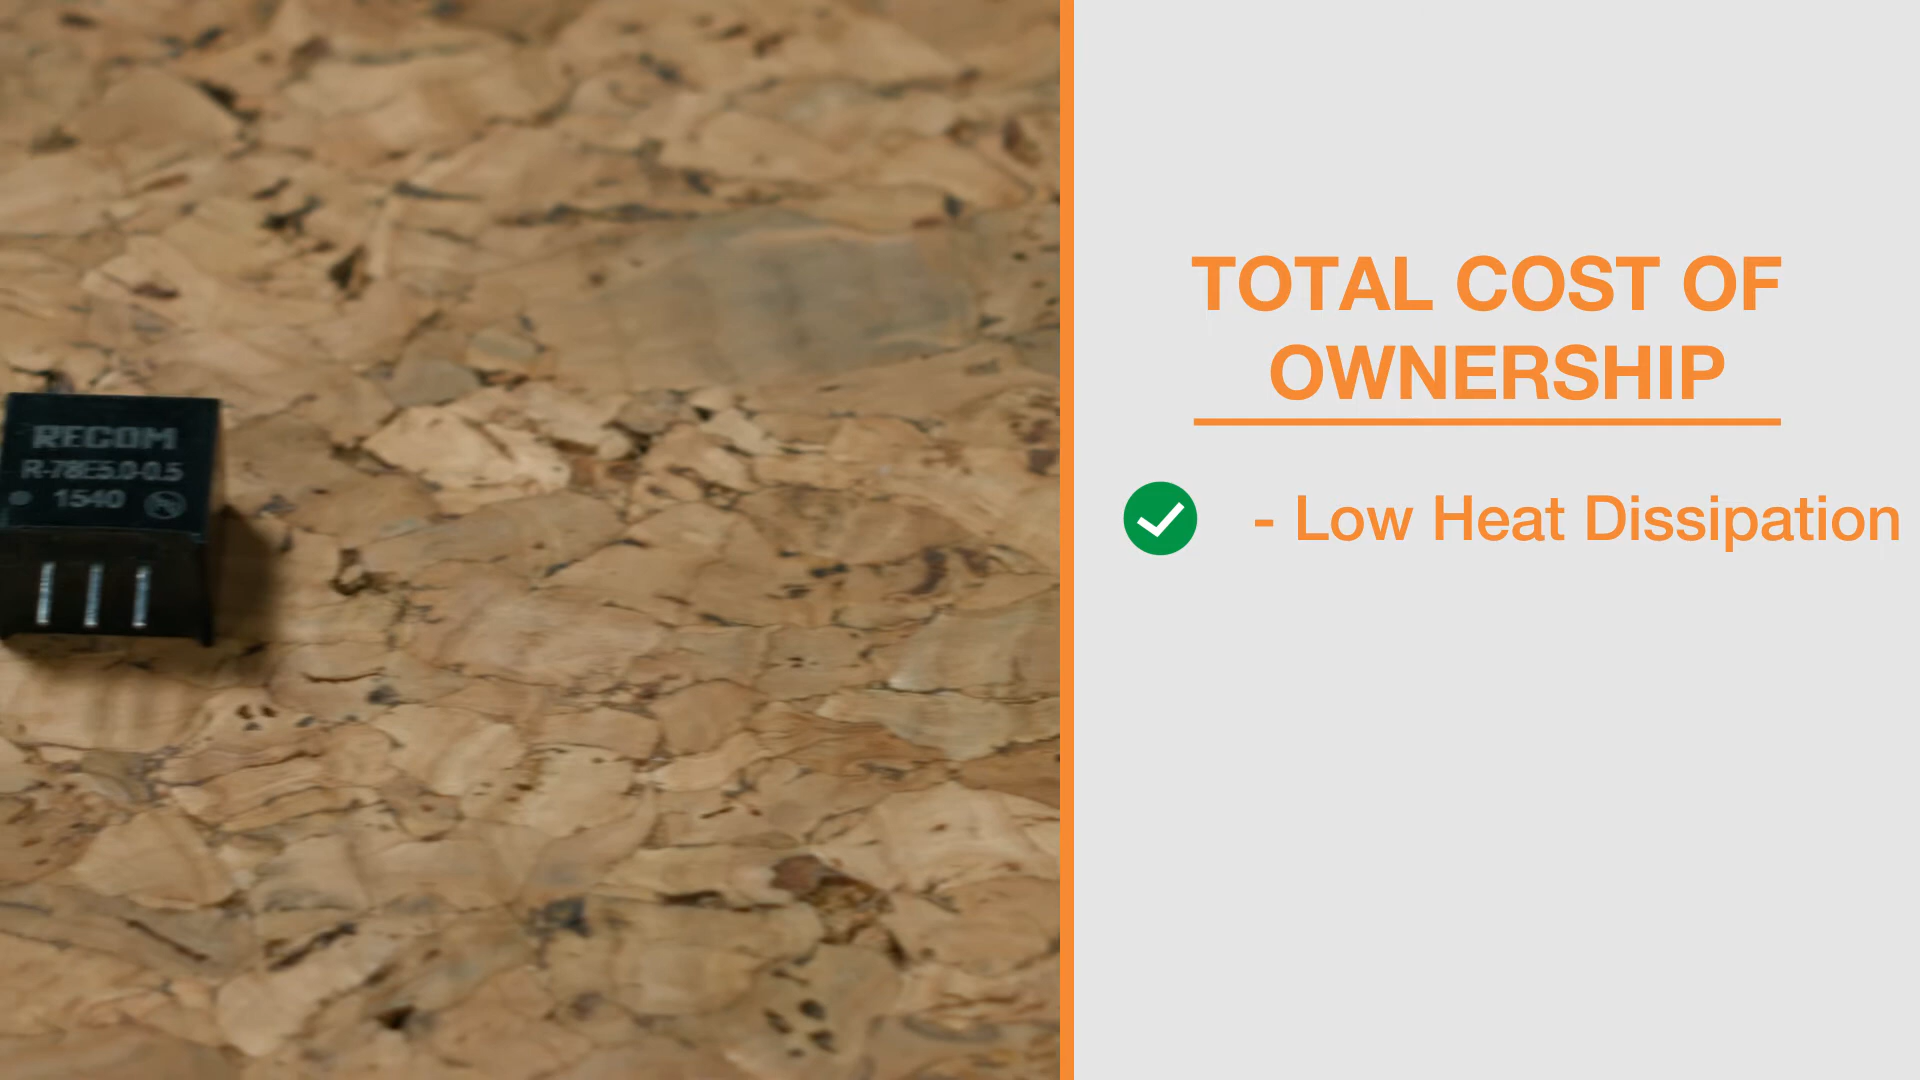 RECOM
R-78E5.0-0.5
1540
TOTAL COST OF
OWNERSHIP
- Low Heat Dissipation